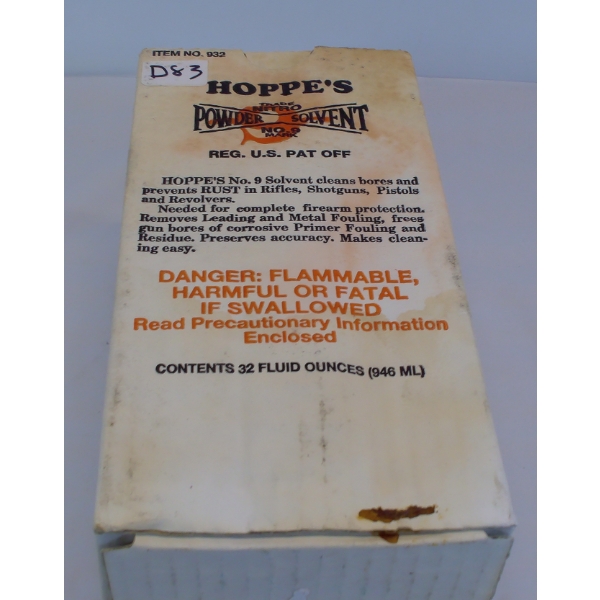 ITEM NO. 932
D83
HOPPE'S
TRADE
NITRO
POWDER SOLVENT
NO. 9
MARK
REG. U.S. PAT OFF
HOPPE'S No. 9 Solvent cleans bores and
prevents RUST in Rifles, Shotguns, Pistols
and Revolvers.
Needed for complete firearm protection.
Removes Leading and Metal Fouling, frees
gun bores of corrosive Primer Fouling and
Residue. Preserves accuracy. Makes clean-
ing easy.
DANGER: FLAMMABLE,
HARMFUL OR FATAL
IF SWALLOWED
Read Precautionary Information
Enclosed
CONTENTS 32 FLUID OUNCES (946 ML)